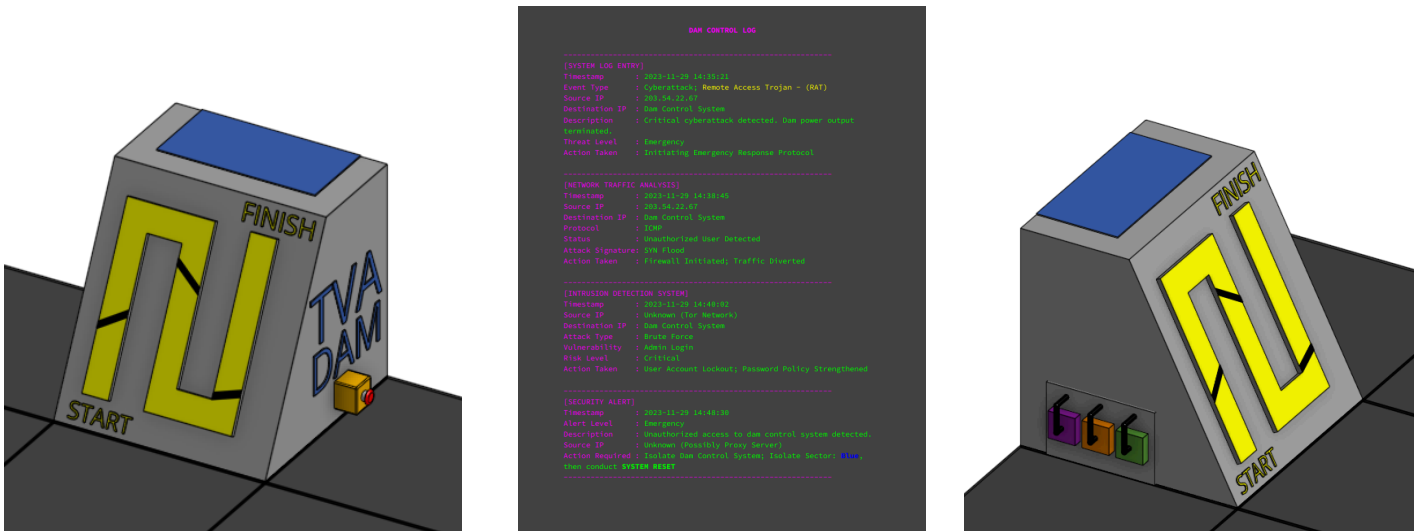 FINISH
TVA
DAM
START
DAM CONTROL LOG
[SYSTEM LOG ENTRY]
Timestamp : 2023-11-29 14:35:21
Event Type : Cyberattack; Remote Access Trojan - (RAT)
Source IP : 203.54.22.67
Destination IP : Dam Control System
Description : Critical cyberattack detected. Dam power output
terminated.
Threat Level : Emergency
Action Taken : Initiating Emergency Response Protocol
[NETWORK TRAFFIC ANALYSIS]
Timestamp : 2023-11-29 14:38:45
Source IP : 203.54.22.67
Destination IP : Dam Control System
Protocol : ICMP
Status : Unauthorized User Detected
Attack Signature: SYN Flood
Action Taken : Firewall Initiated; Traffic Diverted
[INTRUSION DETECTION SYSTEM]
Timestamp : 2023-11-29 14:40:02
Source IP : Unknown (Tor Network)
Destination IP : Dam Control System
Attack Type : Brute Force
Vulnerability : Admin Login
Risk Level : Critical
Action Taken : User Account Lockout; Password Policy Strengthened
[SECURITY ALERT]
Timestamp : 2023-11-29 14:48:30
Alert Level : Emergency
Description : Unauthorized access to dam control system detected.
Source IP : Unknown (Possibly Proxy Server)
Action Required : Isolate Dam Control System; Isolate Sector: Blue,
then conduct SYSTEM RESET
FINISH
START